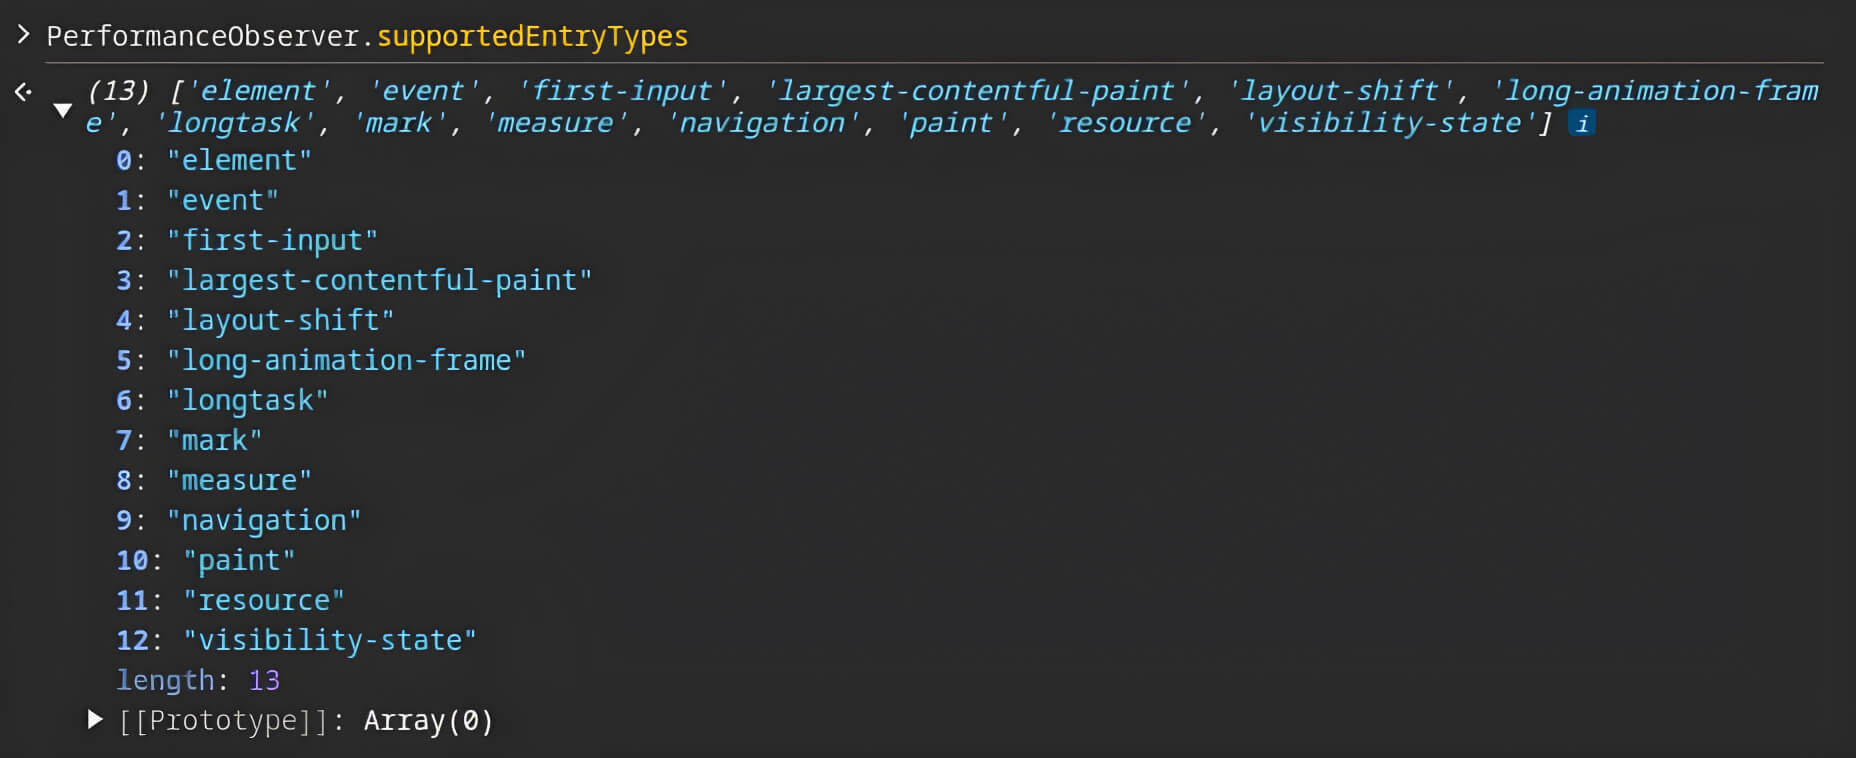 > PerformanceObserver.supportedEntryTypes
(13) ['element', 'event', 'first-input', 'largest-contentful-paint', 'layout-shift', 'long-animation-fram
e', 'longtask', 'mark', 'measure', 'navigation', 'paint', 'resource', 'visibility-state'] i
0: "element"
1: "event"
2: "first-input"
3: "largest-contentful-paint"
4: "layout-shift"
5: "long-animation-frame"
6: "longtask"
7: "mark"
8: "measure"
9: "navigation"
10: "paint"
11: "resource"
12: "visibility-state"
length: 13
[[Prototype]]: Array(0)